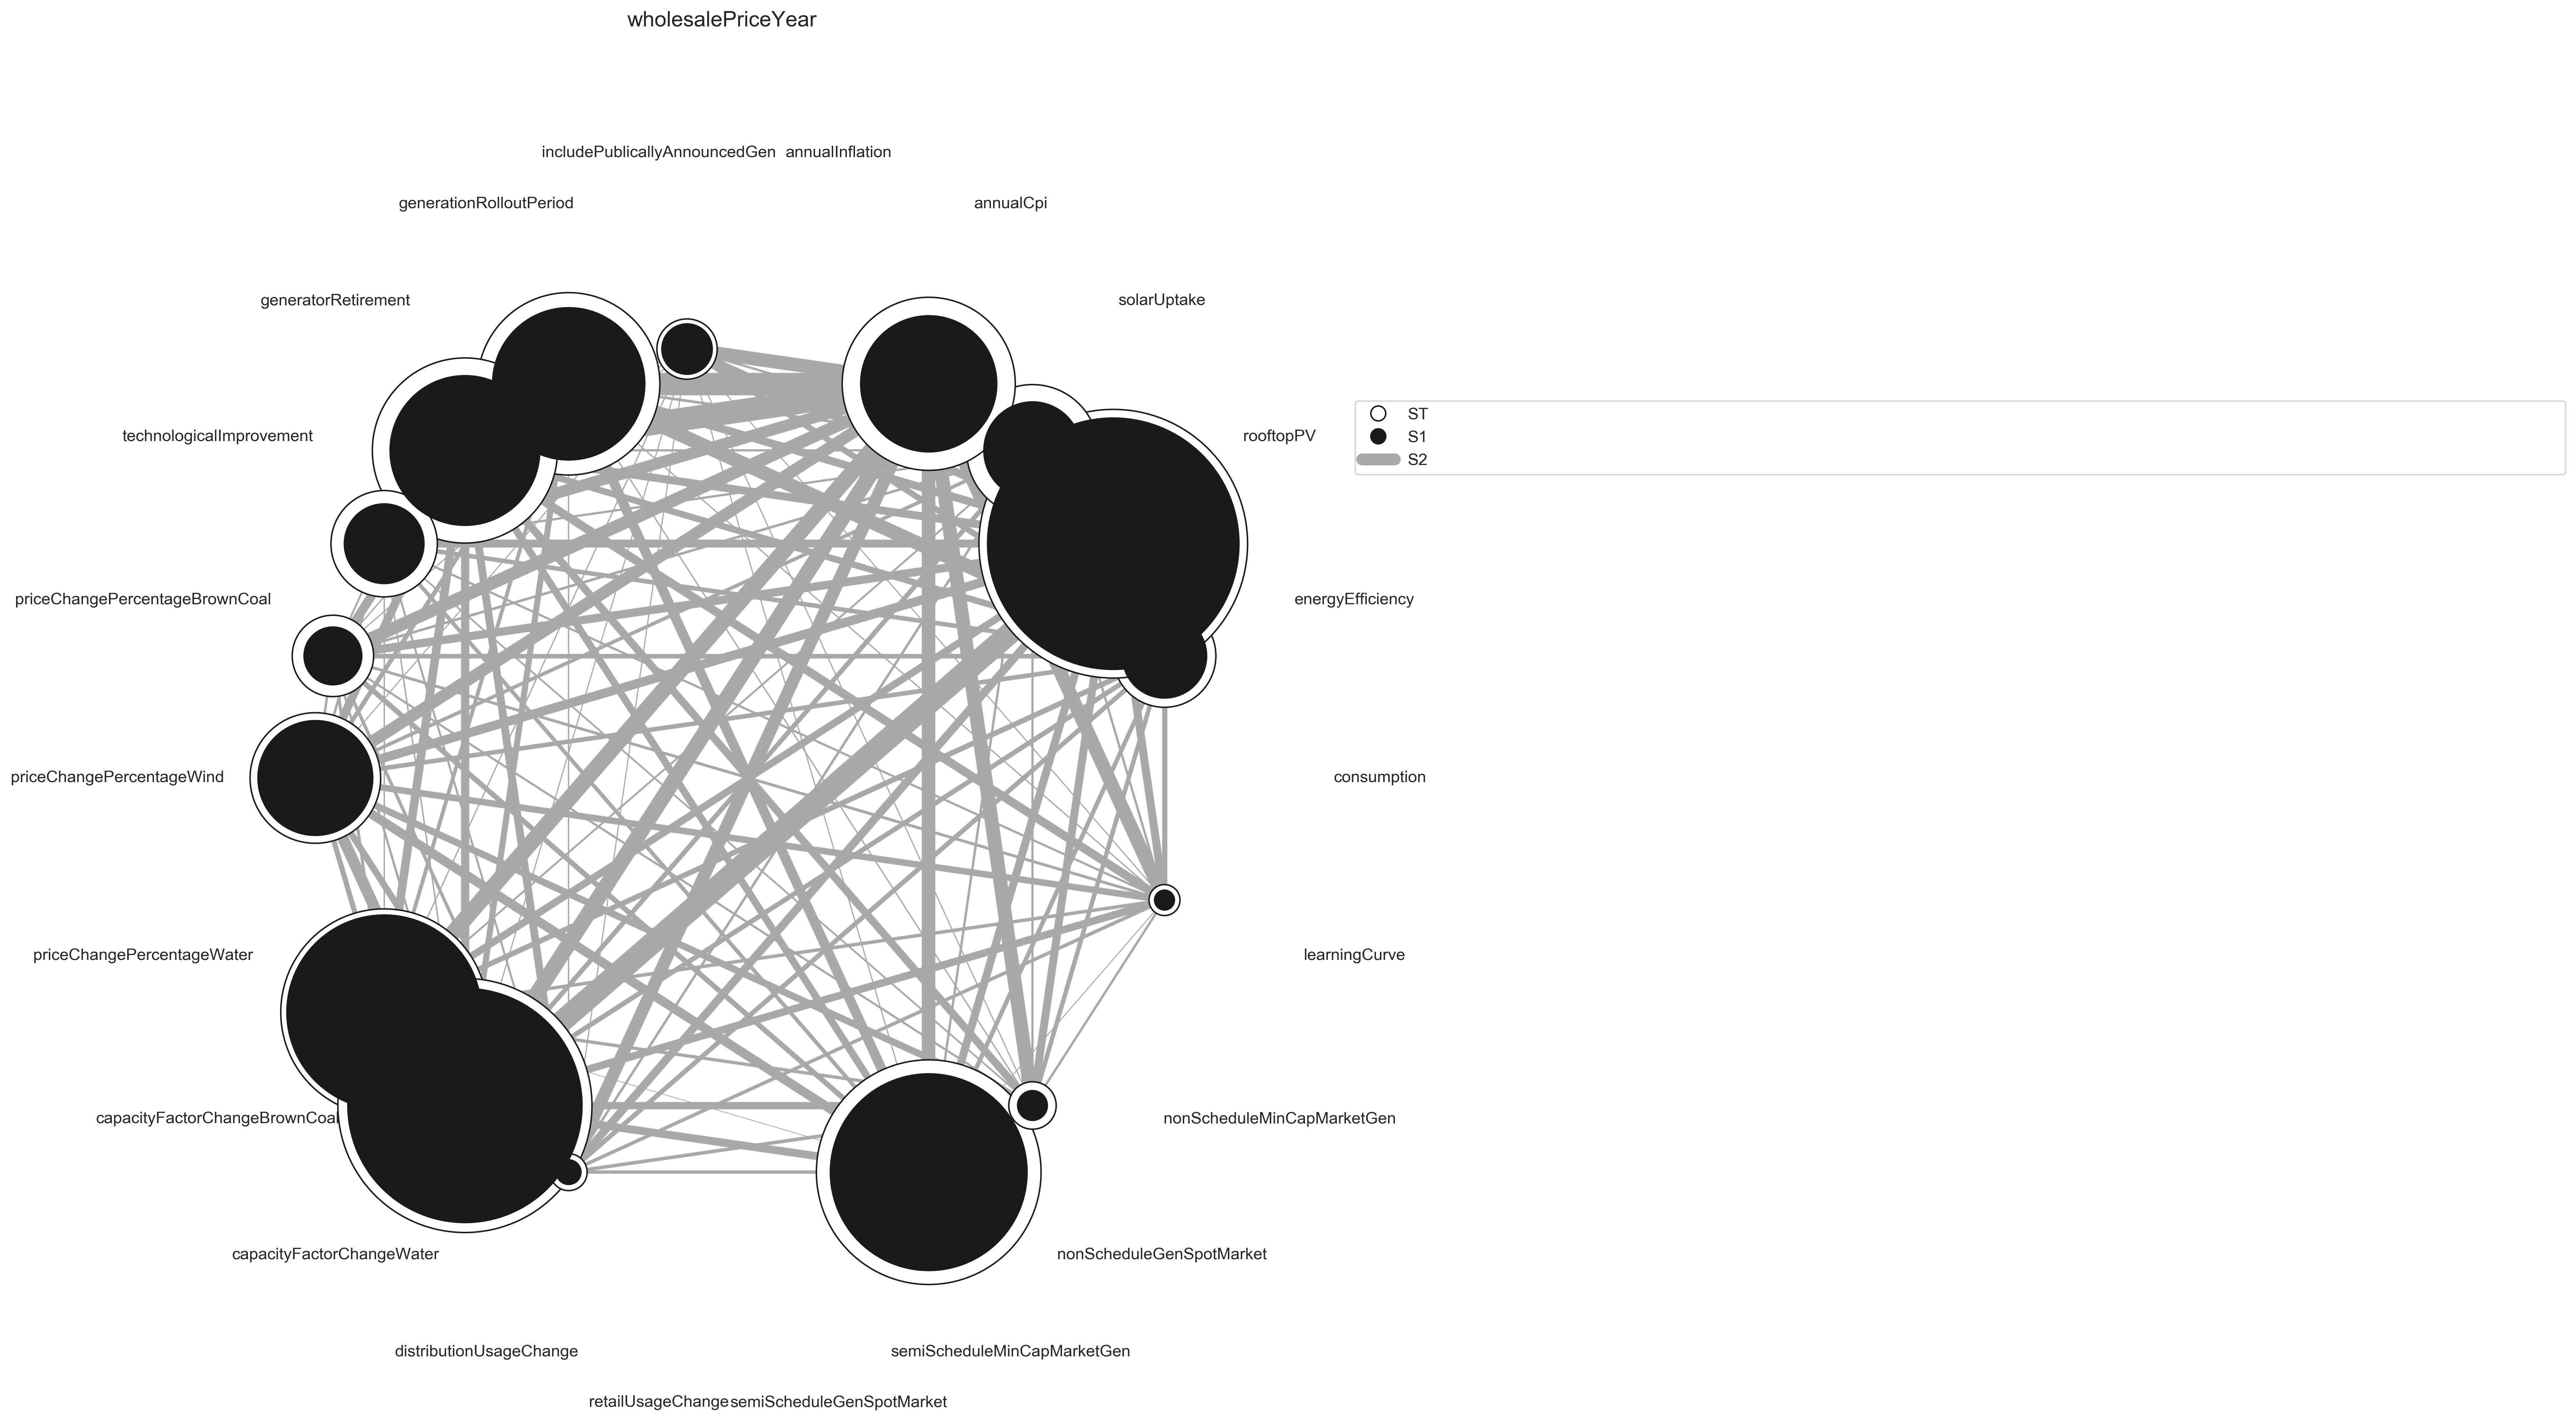 wholesalePriceYear
includePublicallyAnnouncedGen annualInflation
generationRolloutPeriod
annualCpi
generatorRetirement
solarUptake
ST
technologicalImprovement
rooftopPV
S1
S2
priceChangePercentageBrownCoal
energyEfficiency
priceChangePercentageWind
consumption
priceChangePercentageWater
learningCurve
capacityFactorChangeBrownCoal
nonScheduleMinCapMarketGen
capacityFactorChangeWater
nonScheduleGenSpotMarket
distributionUsageChange
semiScheduleMinCapMarketGen
retailUsageChange
semiScheduleGenSpotMarket